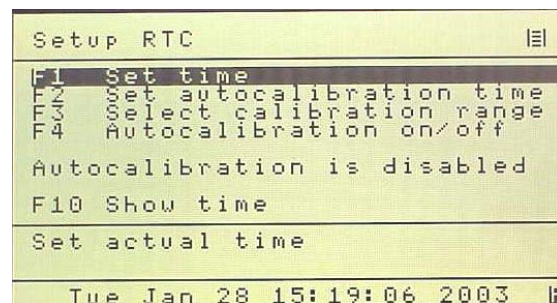 Setup RTC
F1 Set time
F2 Set autocalibration time
F3 Select calibration range
F4 Autocalibration on/off
Autocalibration is disabled
F10 Show time
Set actual time
Tue Jan 28 15:19:06 2003